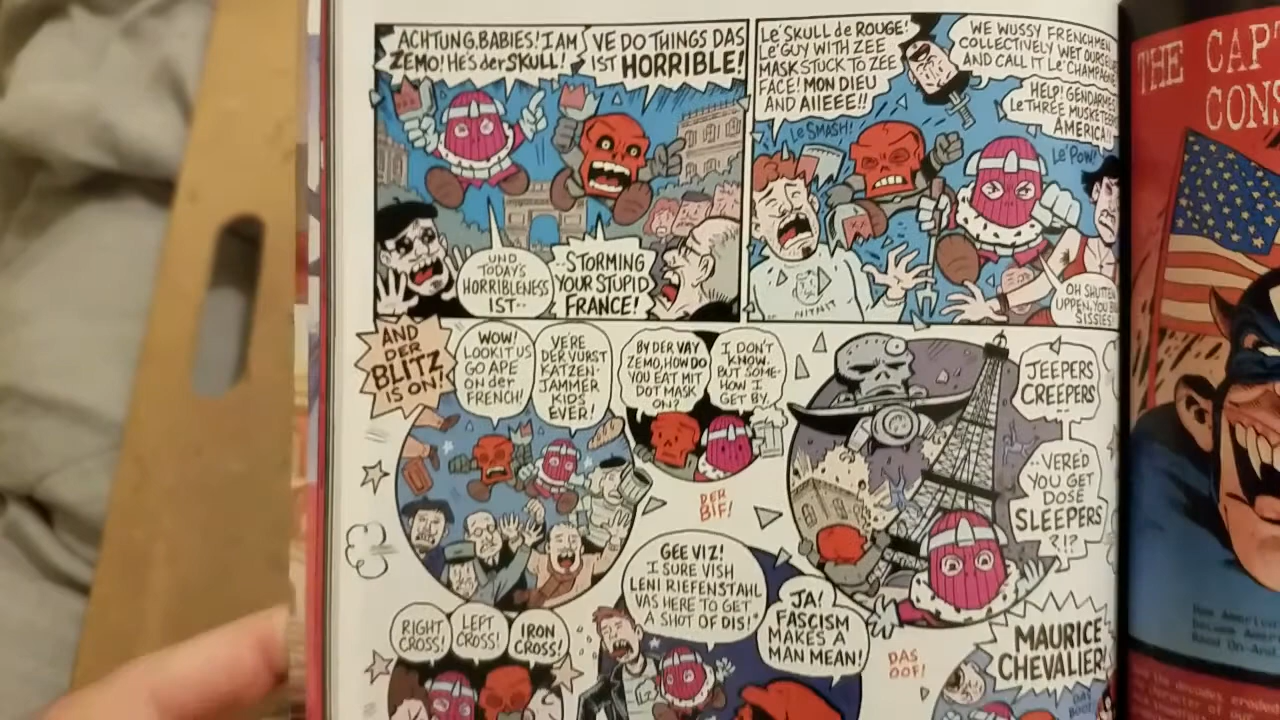 ACHTUNG, BABIES! I AM
ZEMO! HE'S der SKULL!
VE DO THINGS DAS
IST HORRIBLE!
UND
TODAY'S
HORRIBLENESS
IST--
--STORMING
YOUR STUPID
FRANCE!
Le' SKULL de ROUGE!
Le' GUY WITH ZEE
MASK STUCK TO ZEE
FACE! MON DIEU
AND AIIEEE!!
WE WUSSY FRENCHMEN
COLLECTIVELY WET
AND CALL IT Le'
HELP!
Le THREE
AMERICA!!
Le SMASH!
Le' POW!
NITNIT
OH SHUTTEN
UPPEN, YOU
SISSIES!
AND
DER
BLITZ
IS ON!
WOW!
LOOKIT US
GO APE
ON der
FRENCH!
VE'RE
DER VURST
KATZEN-
JAMMER
KIDS
EVER!
BY DER VAY
ZEMO, HOW DO
YOU EAT MIT
DOT MASK
ON?
I DON'T
KNOW.
BUT SOME-
HOW I
GET BY.
DER
BIF!
JEEPERS
CREEPERS
--VERE'D
YOU GET
DOSE
SLEEPERS
?!?
GEE VIZ!
I SURE VISH
LENI RIEFENSTAHL
VAS HERE TO GET
A SHOT OF DIS!
JA!
FASCISM
MAKES A
MAN MEAN!
DAS
OOF!
RIGHT
CROSS!
LEFT
CROSS!
IRON
CROSS!
MAURICE
CHEVALIER!
DAS
BOOT!
THE CAP
CONS